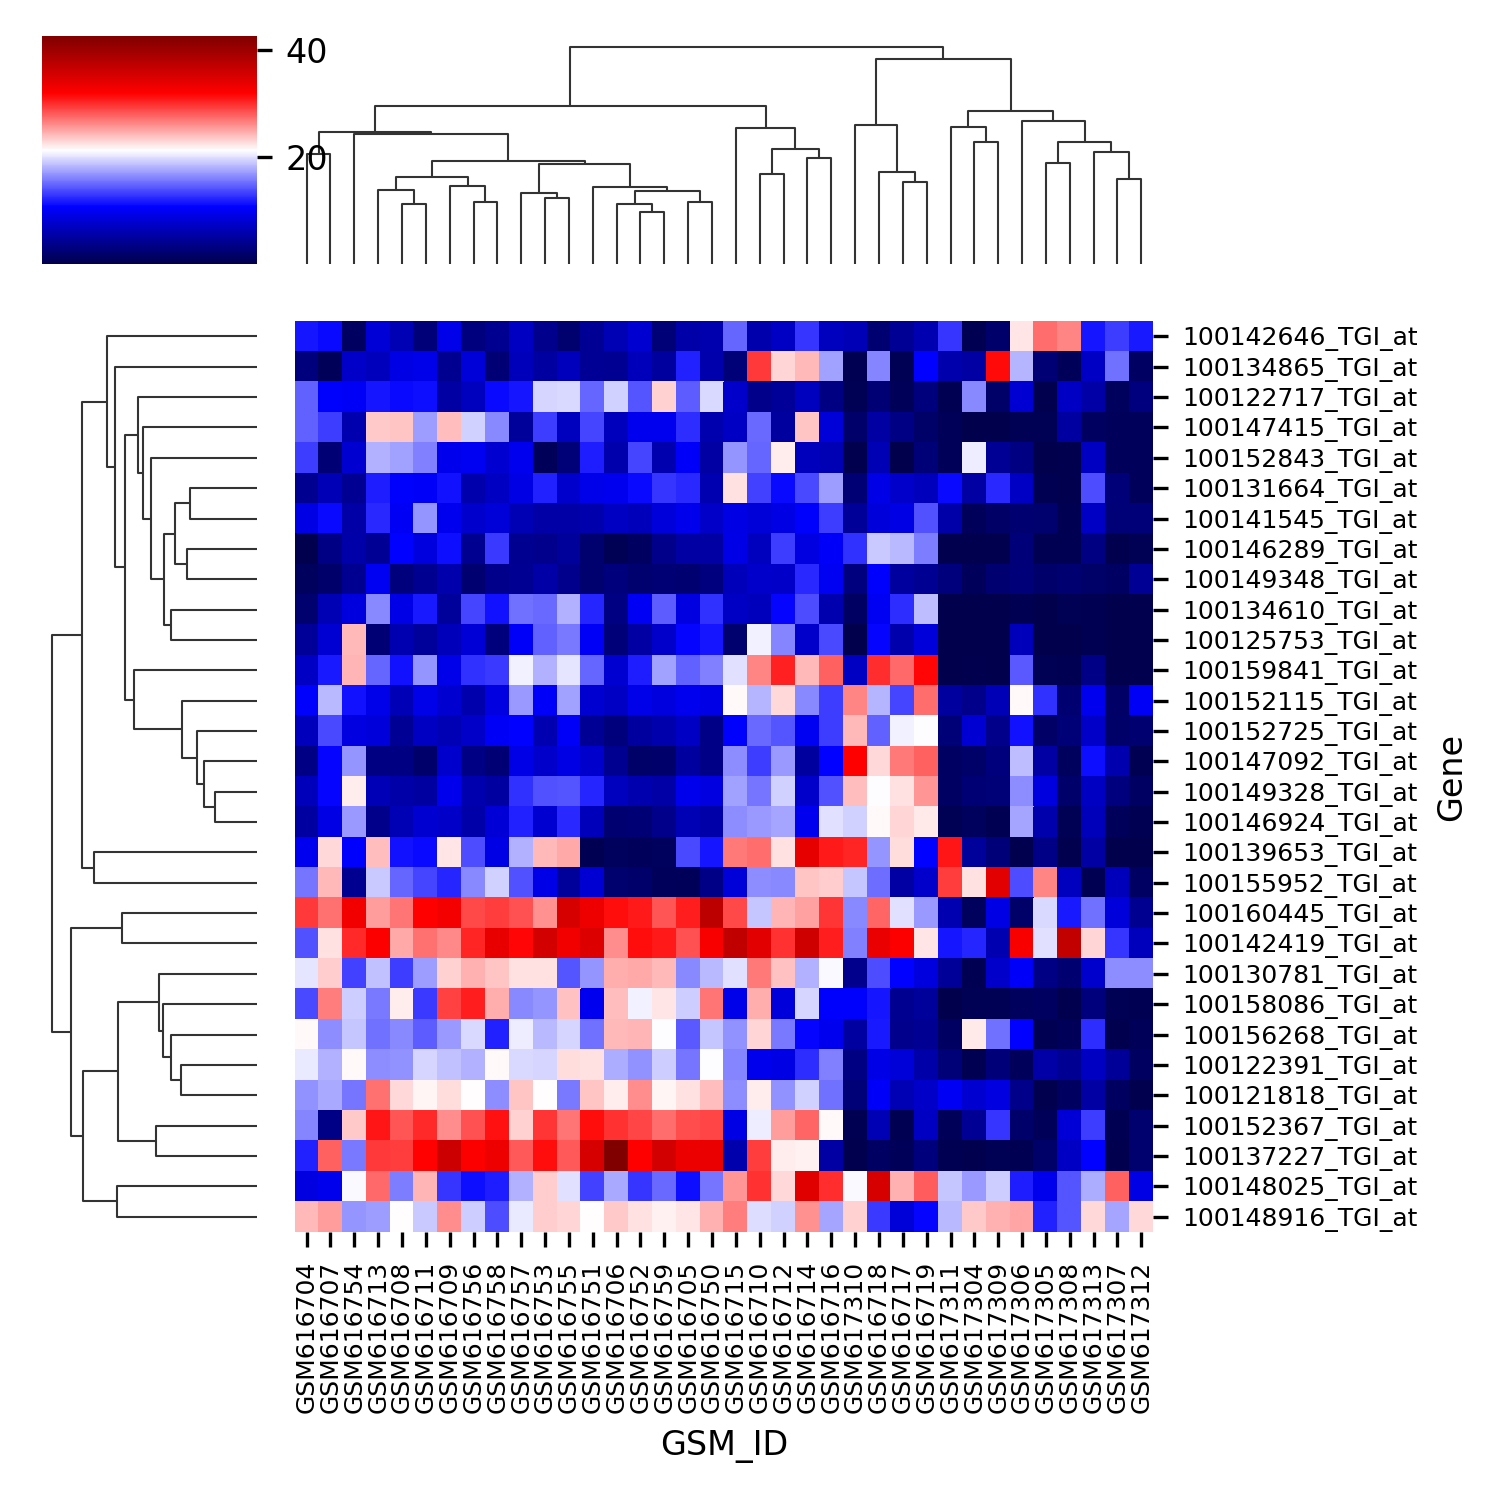 40
20
100142646_TGI_at
100134865_TGI_at
100122717_TGI_at
100147415_TGI_at
100152843_TGI_at
100131664_TGI_at
100141545_TGI_at
100146289_TGI_at
100149348_TGI_at
100134610_TGI_at
100125753_TGI_at
100159841_TGI_at
100152115_TGI_at
100152725_TGI_at
100147092_TGI_at
100149328_TGI_at
100146924_TGI_at
100139653_TGI_at
100155952_TGI_at
100160445_TGI_at
100142419_TGI_at
100130781_TGI_at
100158086_TGI_at
100156268_TGI_at
100122391_TGI_at
100121818_TGI_at
100152367_TGI_at
100137227_TGI_at
100148025_TGI_at
100148916_TGI_at
Gene
GSM616704
GSM616707
GSM616754
GSM616713
GSM616708
GSM616711
GSM616709
GSM616756
GSM616758
GSM616757
GSM616753
GSM616755
GSM616751
GSM616706
GSM616752
GSM616759
GSM616705
GSM616750
GSM616715
GSM616710
GSM616712
GSM616714
GSM616716
GSM617310
GSM616718
GSM616717
GSM616719
GSM617311
GSM617304
GSM617309
GSM617306
GSM617305
GSM617308
GSM617313
GSM617307
GSM617312
GSM_ID